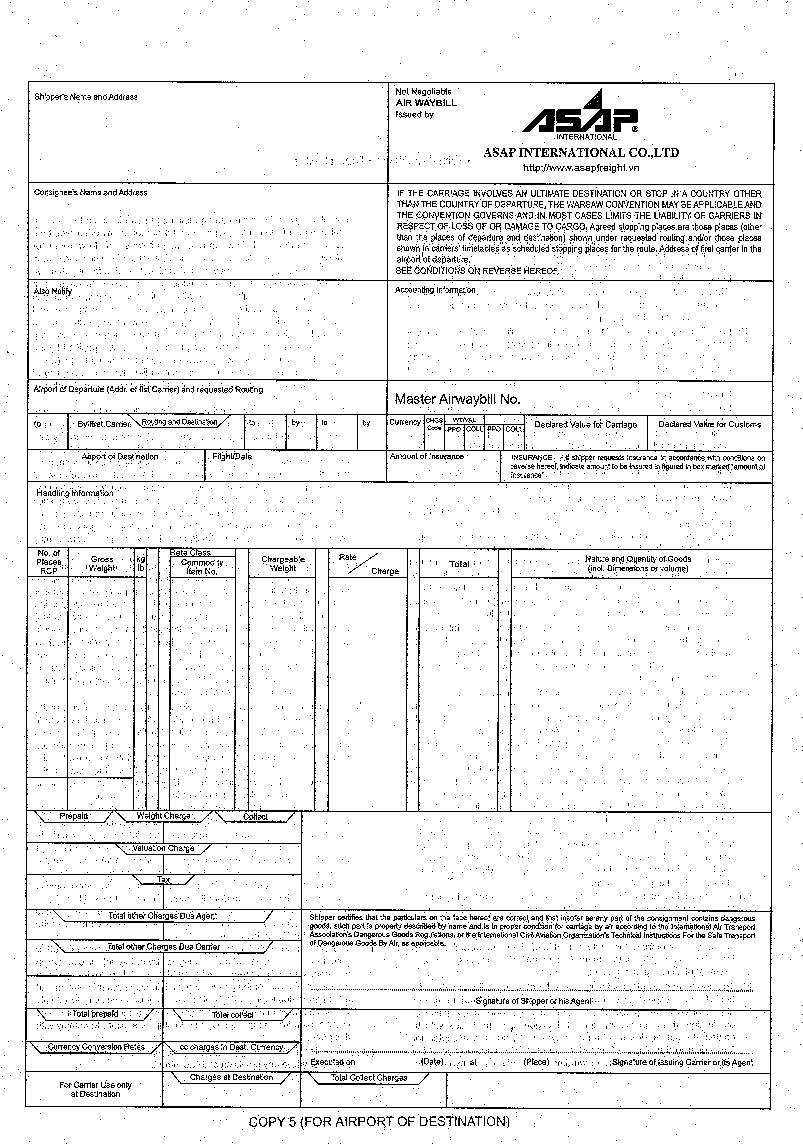 Shipper's Name and Address
Not Negotiable
AIR WAYBILL
Issued by
ASAP®
INTERNATIONAL
ASAP INTERNATIONAL CO.,LTD
http://www.asapfreight.vn
Consignee's Name and Address
IF THE CARRIAGE INVOLVES AN ULTIMATE DESTINATION OR STOP IN A COUNTRY OTHER
THAN THE COUNTRY OF DEPARTURE, THE WARSAW CONVENTION MAY BE APPLICABLE AND
THE CONVENTION GOVERNS AND IN MOST CASES LIMITS THE LIABILITY OF CARRIERS IN
RESPECT OF LOSS OF OR DAMAGE TO CARGO. Agreed stopping places are those places (other
than the places of departure and destination) shown under requested routing and/or those places
shown in carriers' timetables as scheduled stopping places for the route. Address of first carrier in the
airport of departure.
SEE CONDITIONS ON REVERSE HEREOF.
Also Notify
Accounting Information
Airport of Departure (Addr. of fist Carrier) and requested Routing
Master Airwaybill No.
to By first Carrier Routing and Destination to by to by Currency CHGS Code WT/VAL PPD COLL PPD COLL Declared Value for Carriage Declared Value for Customs
Airport of Destination Flight/Date Amount of Insurance
INSURANCE - if shipper requests insurance in accordance with conditions on
reverse hereof, indicate amount to be insured in figured in box marked "amount of
insurance"
Handling Information
No. of
Places
RCP
Gross
Weight
kg
lb
Rate Class
Commodity
Item No.
Chargeable
Weight
Rate
Charge
Total
Nature and Quantity of Goods
(incl. Dimensions or volume)
Prepaid Weight Charge Collect
Valuation Charge
Tax
Total other Charges Due Agent
Shipper certifies that the particulars on the face hereof are correct and that insofar as any part of the consignment contains dangerous
goods, such part is property described by name and is in proper condition for carriage by air according to the International Air Transport
Association's Dangerous Goods Regulations, or the International Civil Aviation Organization's Technical Instructions For the Safe Transport
of Dangerous Goods By Air, as applicable.
Total other Charges Due Carrier
Signature of Shipper or his Agent
Total prepaid Total collect
Currency Conversion Rates cc charges in Dest. Currency
Executed on (Date) at (Place) Signature of Issuing Carrier or its Agent
For Carrier Use only
at Destination
Charges at Destination
Total Collect Charges
COPY 5 (FOR AIRPORT OF DESTINATION)